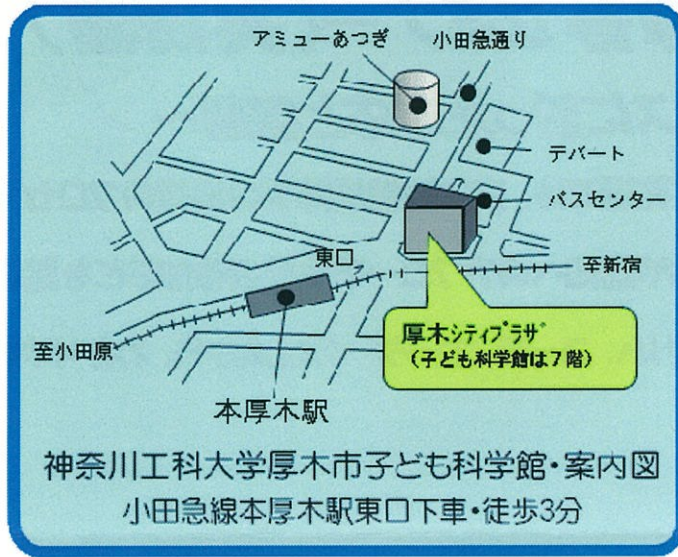 アミューあつぎ
小田急通り
デパート
バスセンター
東口
至新宿
厚木シティプラザ
(子ども科学館は7階)
至小田原
本厚木駅
神奈川工科大学厚木市子ども科学館・案内図
小田急線本厚木駅東口下車・徒歩3分